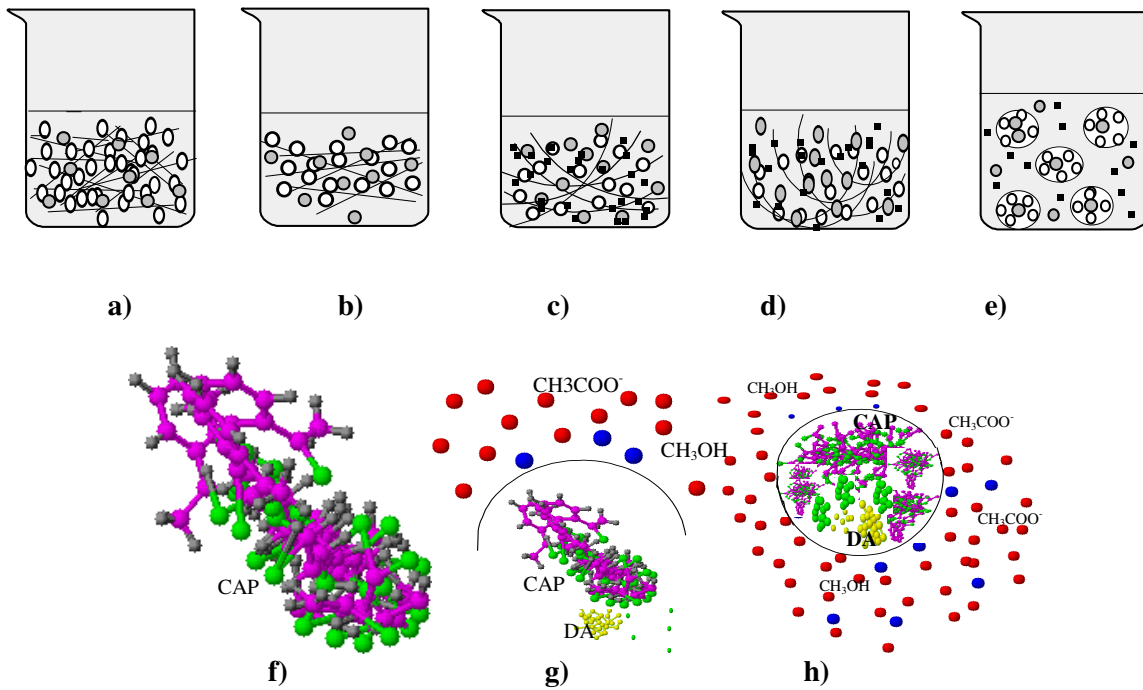 a)
b)
c)
d)
e)
CAP
f)
CH3COO⁻
CH₃OH
CAP
DA
g)
CH₃OH
CAP
CH₃COO⁻
CH₃COO⁻
DA
CH₃OH
h)